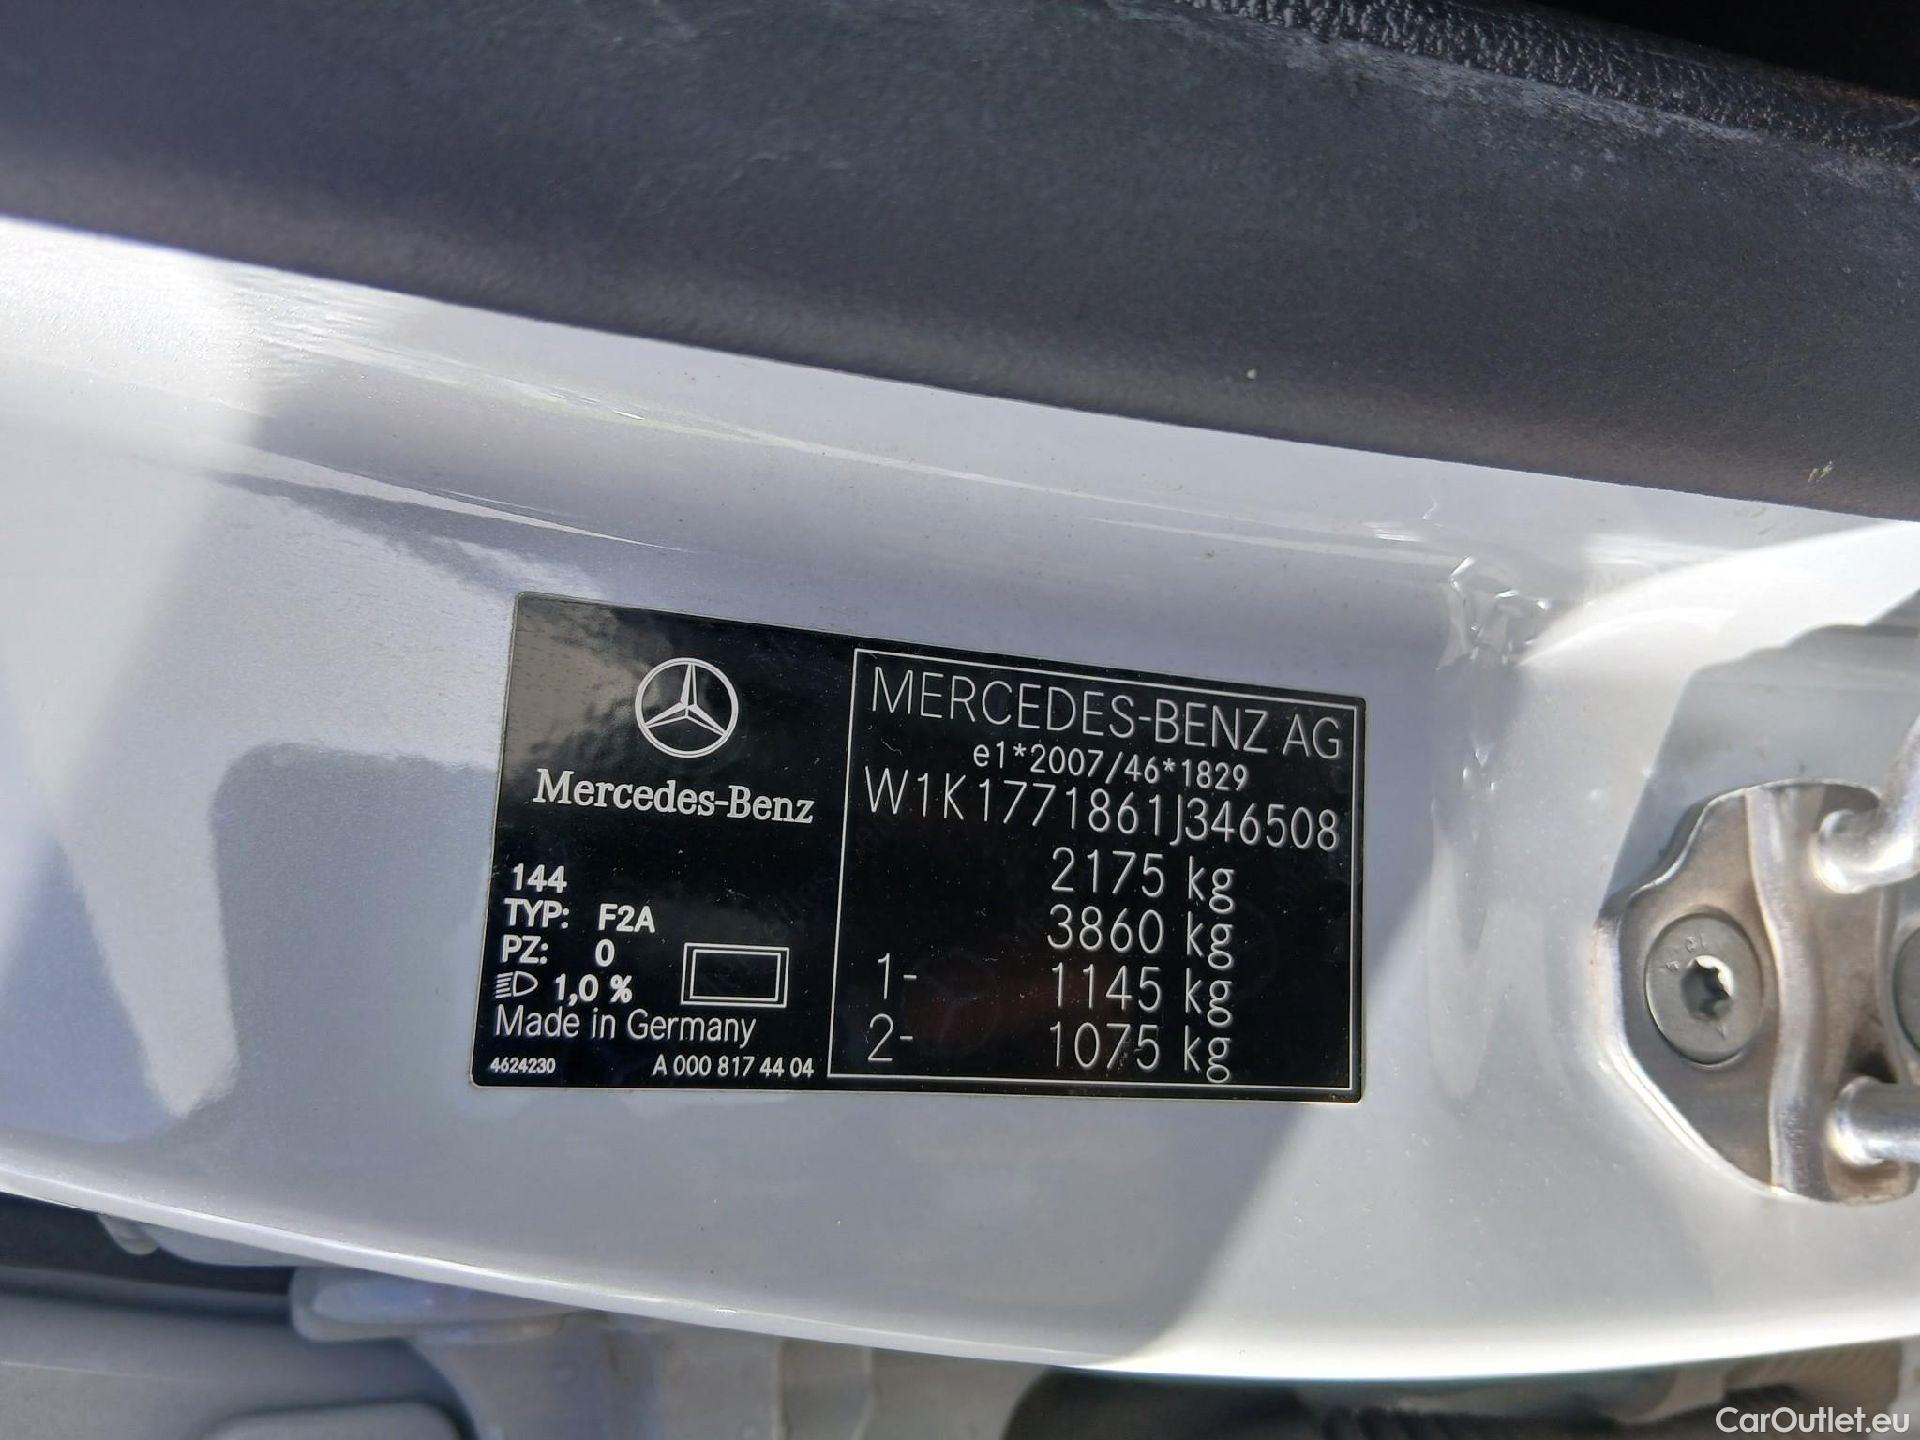 Mercedes-Benz
144
TYP: F2A
PZ: 0
1,0 %
Made in Germany
4624230 A 000 817 44 04
MERCEDES-BENZ AG
e1*2007/46*1829
W1K1771861J346508
2175 kg
3860 kg
1- 1145 kg
2- 1075 kg
CarOutlet.eu